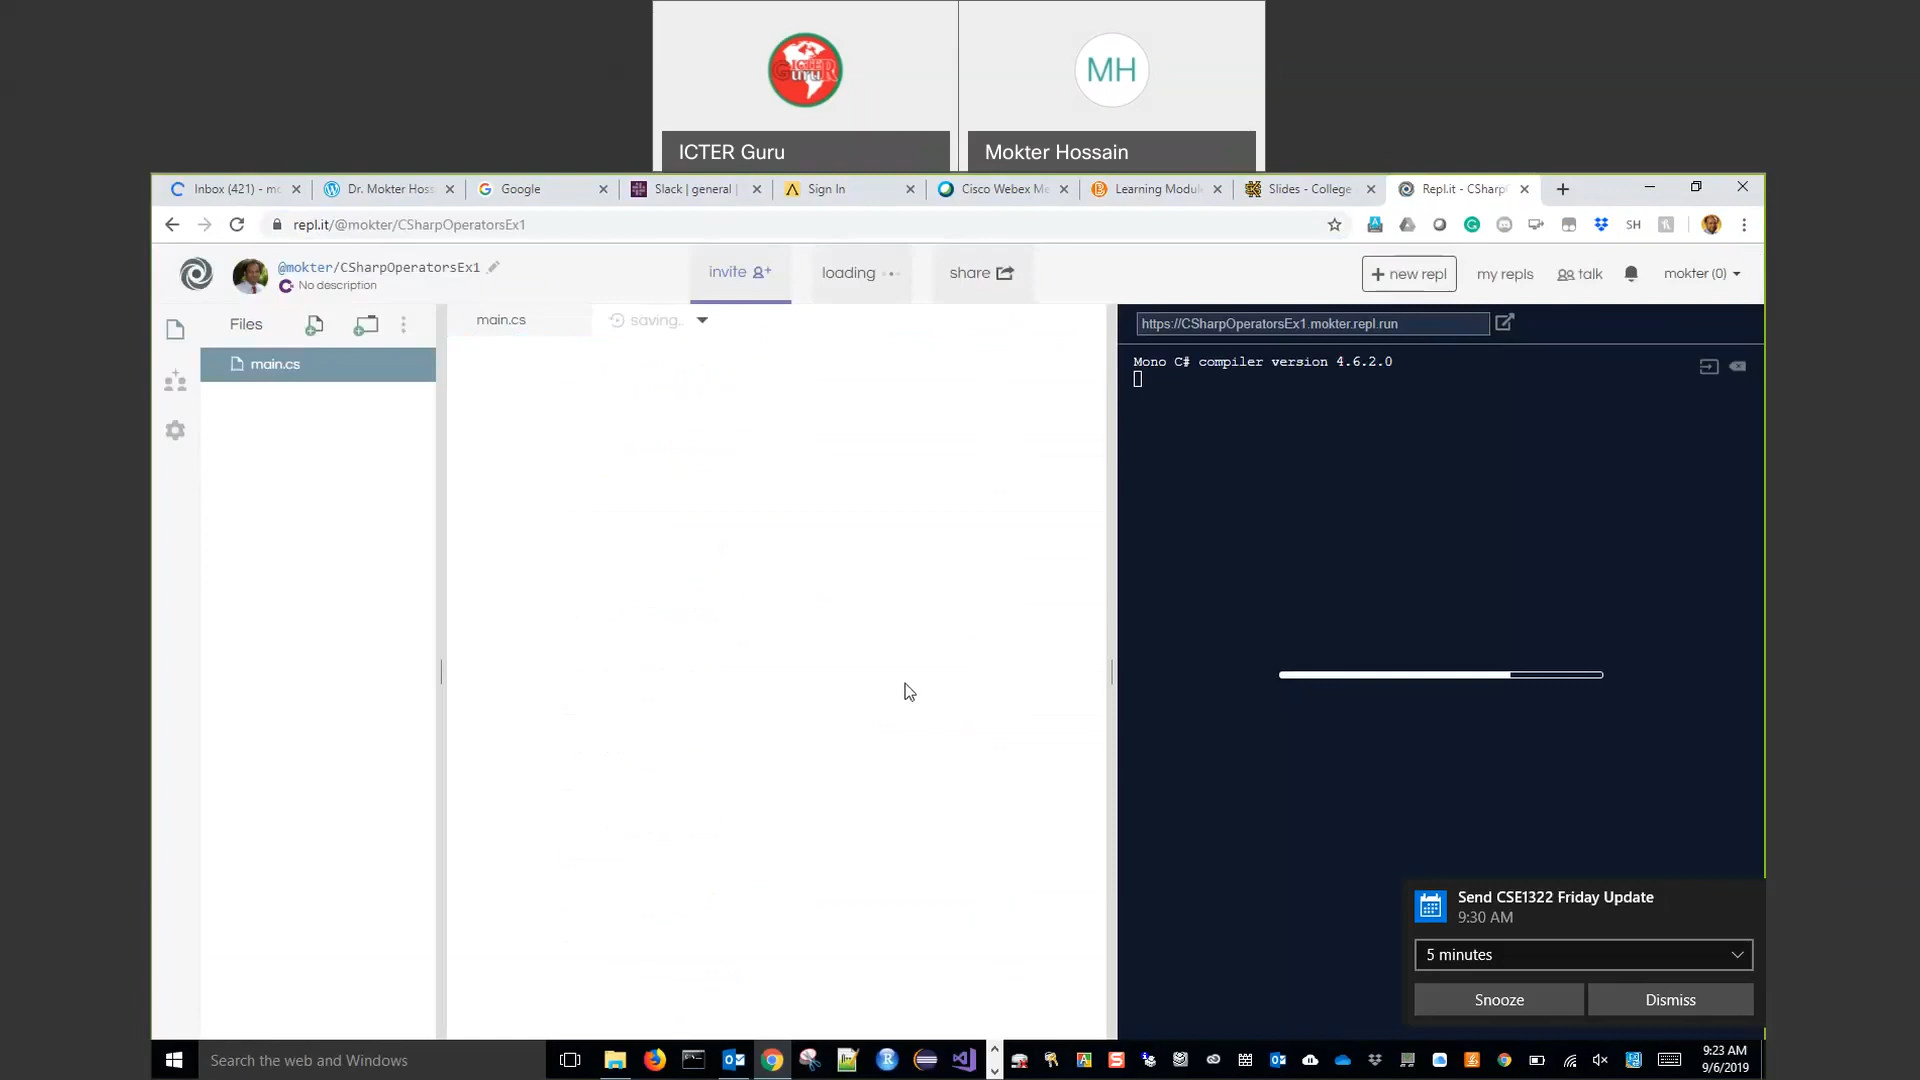 MH
ICTER Guru
Mokter Hossain
Inbox (421) - mo
Dr. Mokter Hoss
Google
Slack | general |
Sign In
Cisco Webex Me
Learning Modul
Slides - College
Repl.it - CSharp
repl.it/@mokter/CSharpOperatorsEx1
SH
@mokter/CSharpOperatorsEx1
No description
invite
loading
share
+ new repl
my repls
talk
mokter (0)
Files
main.cs
saving..
https://CSharpOperatorsEx1.mokter.repl.run
main.cs
Mono C# compiler version 4.6.2.0
Send CSE1322 Friday Update
9:30 AM
5 minutes
Snooze
Dismiss
Search the web and Windows
9:23 AM
9/6/2019